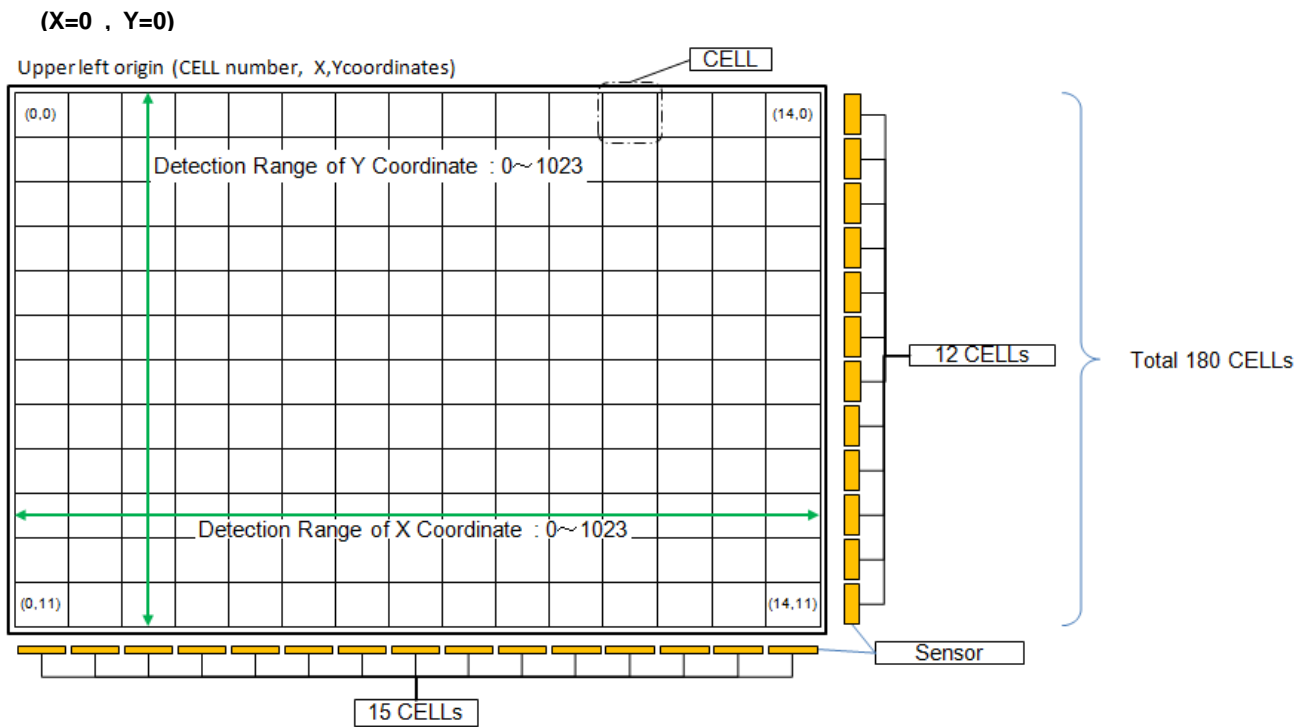 (X=0 , Y=0)
Upper left origin (CELL number, X,Ycoordinates)
CELL
(0,0)
(14,0)
Detection Range of Y Coordinate : 0～1023
12 CELLs
Total 180 CELLs
Detection Range of X Coordinate : 0～1023
(0,11)
(14,11)
Sensor
15 CELLs